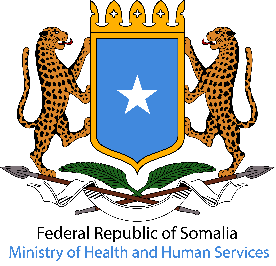 Federal Republic of Somalia
Ministry of Health and Human Services